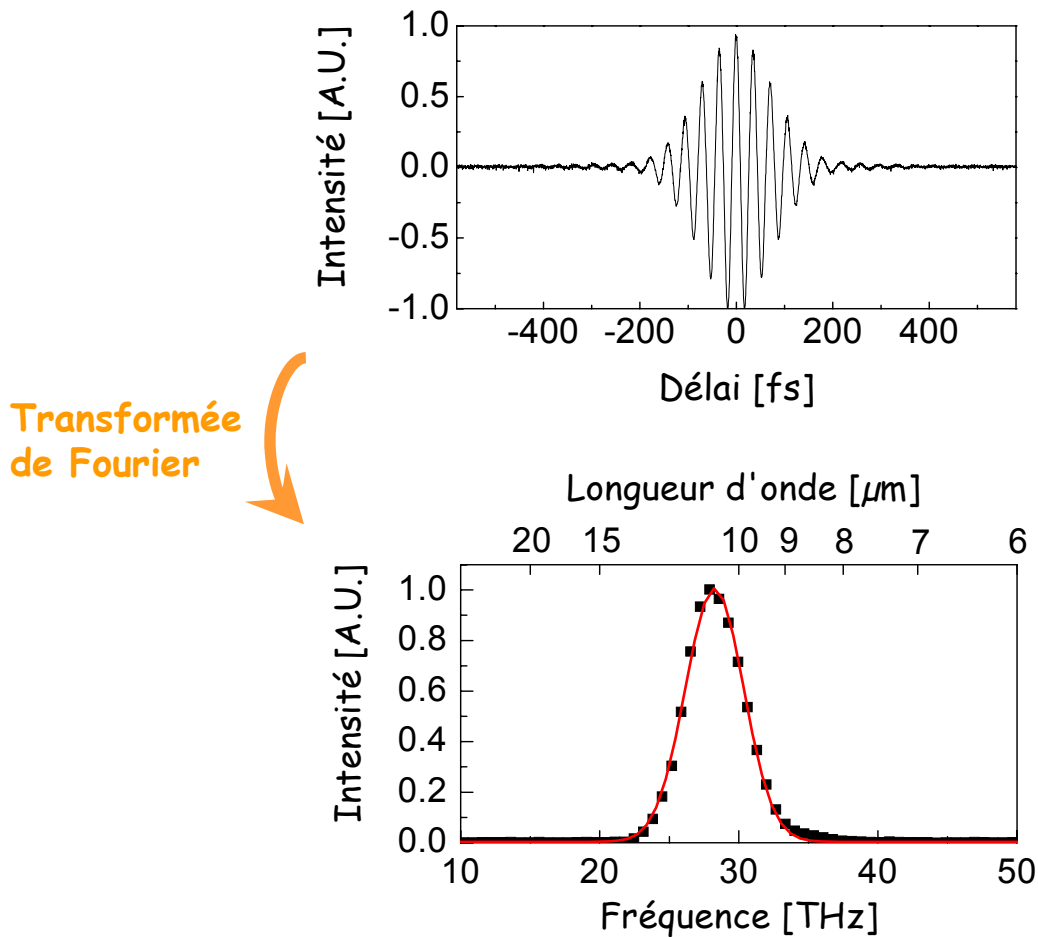 Intensité [A.U.]
1.0
0.5
0.0
-0.5
-1.0
-400 -200 0 200 400
Délai [fs]
Transformée
de Fourier
Longueur d'onde [µm]
20 15 10 9 8 7 6
Intensité [A.U.]
1.0
0.8
0.6
0.4
0.2
0.0
10 20 30 40 50
Fréquence [THz]